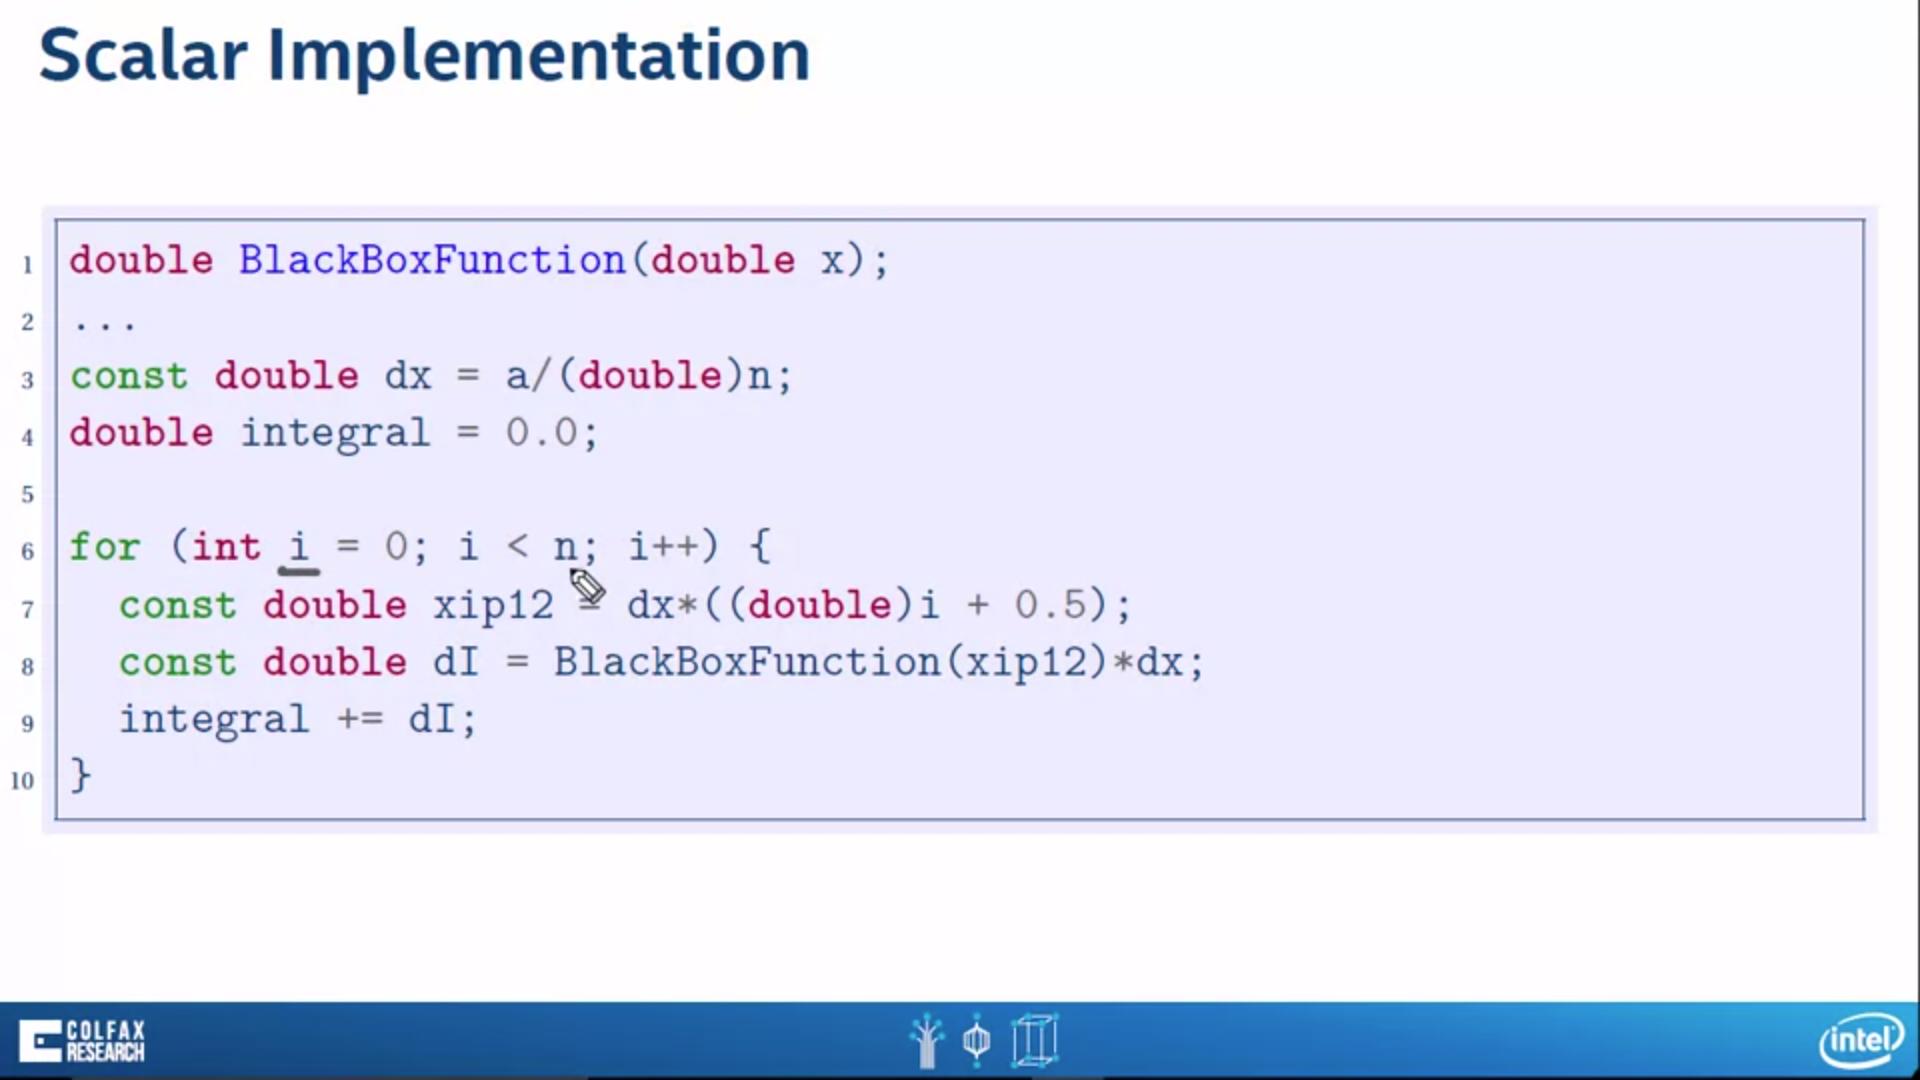 Scalar Implementation
1 double BlackBoxFunction(double x);
2 ...
3 const double dx = a/(double)n;
4 double integral = 0.0;
5
6 for (int i = 0; i < n; i++) {
7   const double xip12 = dx*((double)i + 0.5);
8   const double dI = BlackBoxFunction(xip12)*dx;
9   integral += dI;
10 }
COLFAX
RESEARCH
intel